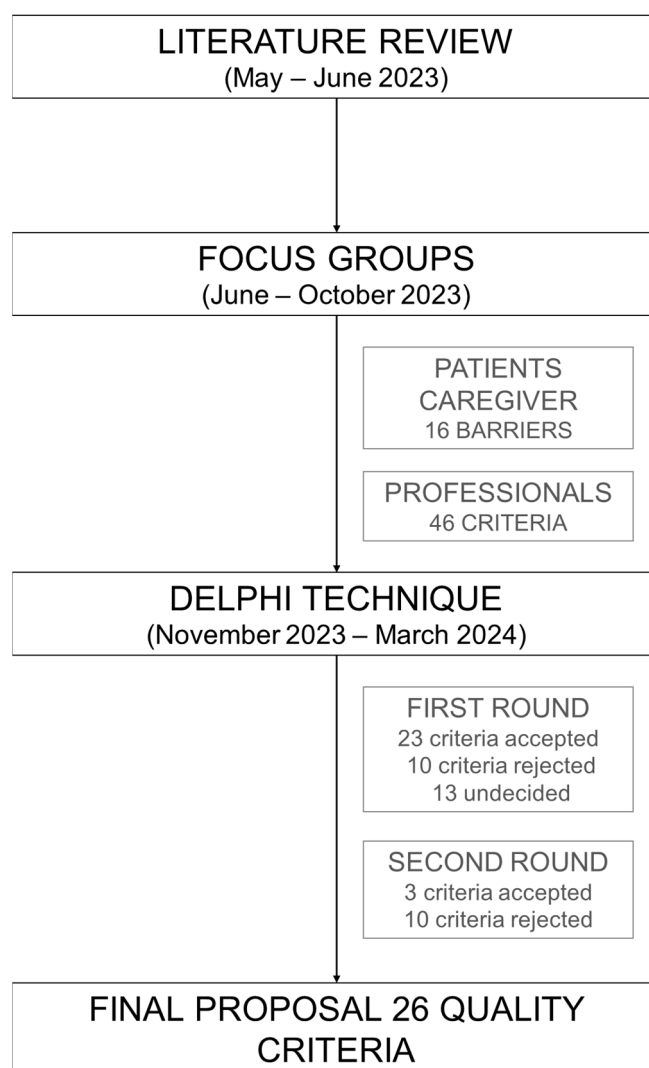 LITERATURE REVIEW
(May – June 2023)
FOCUS GROUPS
(June – October 2023)
PATIENTS
CAREGIVER
16 BARRIERS
PROFESSIONALS
46 CRITERIA
DELPHI TECHNIQUE
(November 2023 – March 2024)
FIRST ROUND
23 criteria accepted
10 criteria rejected
13 undecided
SECOND ROUND
3 criteria accepted
10 criteria rejected
FINAL PROPOSAL 26 QUALITY
CRITERIA